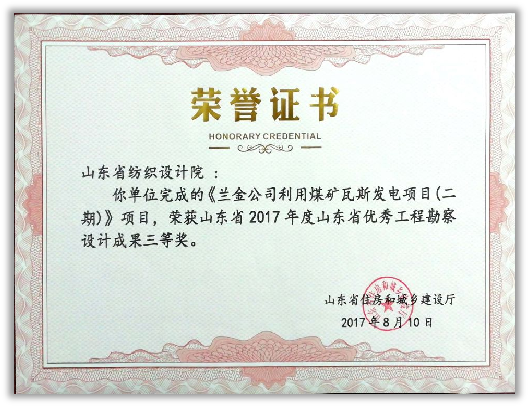 荣誉证书
HONORARY CREDENTIAL
山东省纺织设计院：
你单位完成的《兰金公司利用煤矿瓦斯发电项目(二
期)》项目，荣获山东省2017年度山东省优秀工程勘察
设计成果三等奖。
山东省住房和城乡建设厅
2017年8月10日